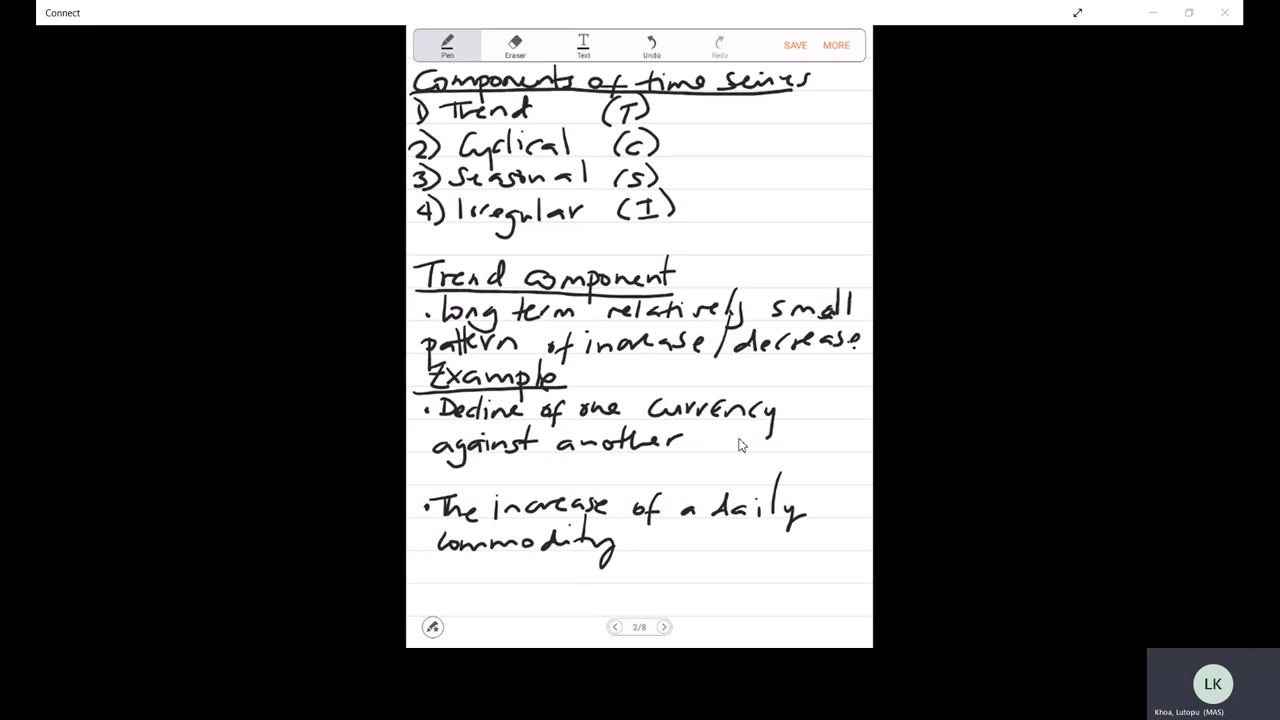 Connect
Pen
Eraser
Text
Undo
Redo
SAVE
MORE
Components of time seires
1) Trend (T)
2) Cyclical (C)
3) Seasonal (S)
4) Irregular (I)
Trend component
. Long term relatively small
pattern of increase / decrease.
Example
• Decline of one currency
against another
• The increase of a daily
commodity
2/8
LK
Khoa, Lutopu (MAS)